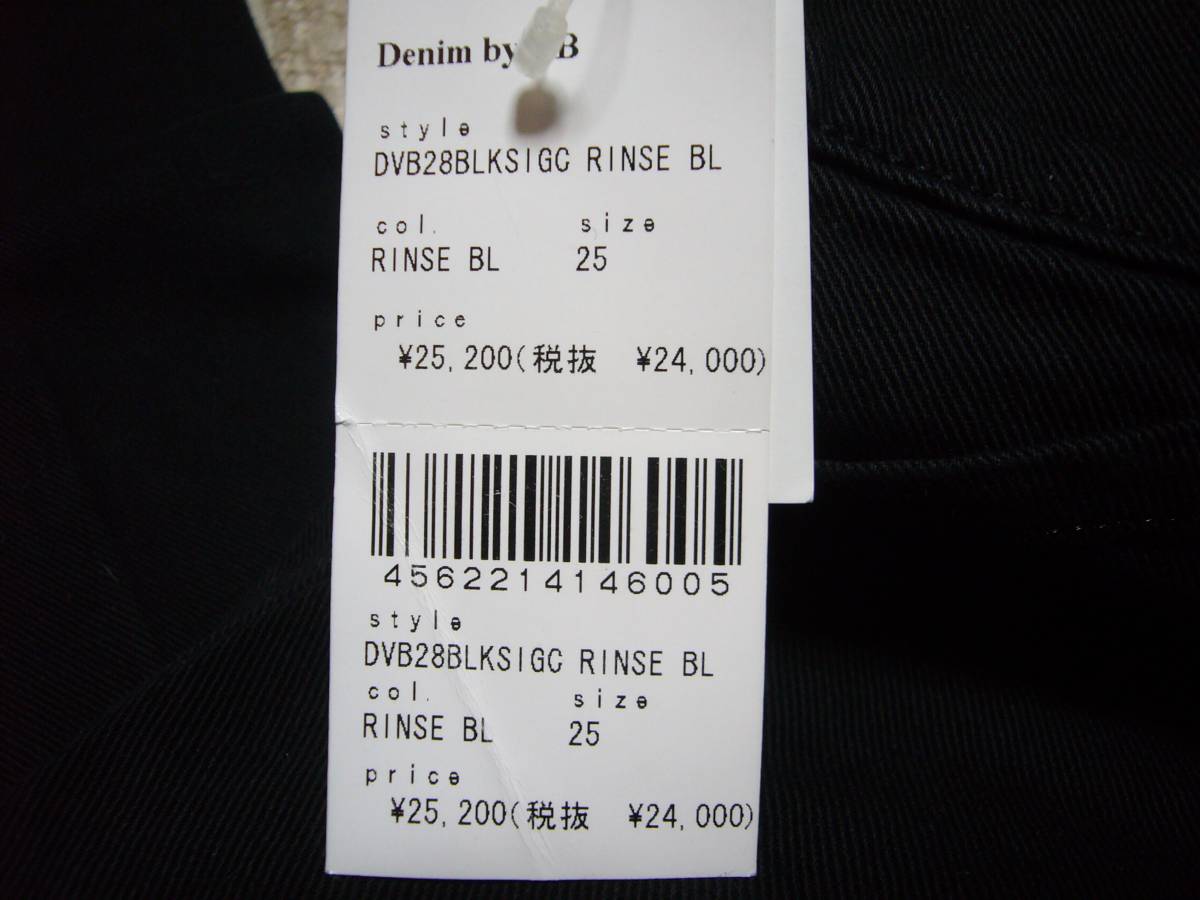 Denim by B
style
DVB28BLKSIGC RINSE BL
col. size
RINSE BL 25
price
¥25,200(税抜 ¥24,000)
4562214146005
style
DVB28BLKSIGC RINSE BL
col. size
RINSE BL 25
price
¥25,200(税抜 ¥24,000)